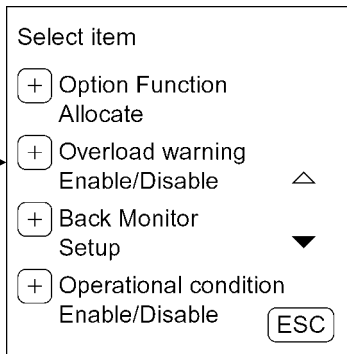 Select item
+ Option Function
Allocate
+ Overload warning
Enable/Disable
+ Back Monitor
Setup
+ Operational condition
Enable/Disable
ESC